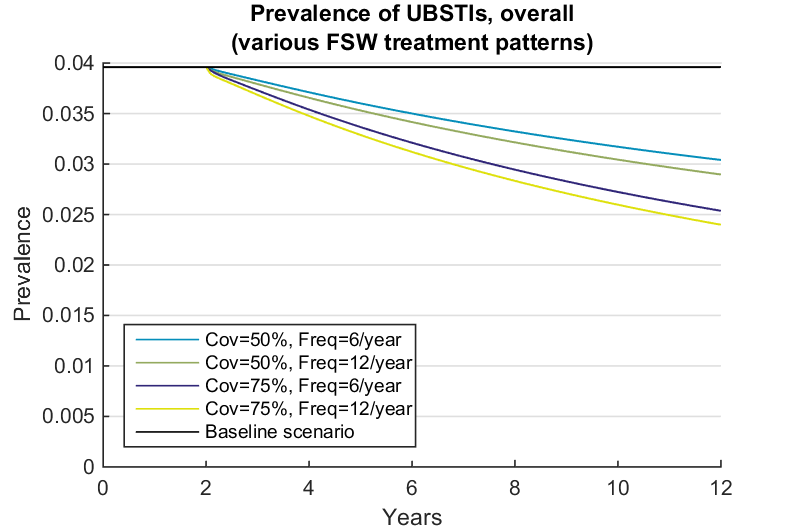 Prevalence of UBSTIs, overall
(various FSW treatment patterns)
0.04
0.035
0.03
0.025
0.02
0.015
0.01
0.005
0
Prevalence
Cov=50%, Freq=6/year
Cov=50%, Freq=12/year
Cov=75%, Freq=6/year
Cov=75%, Freq=12/year
Baseline scenario
0 2 4 6 8 10 12
Years